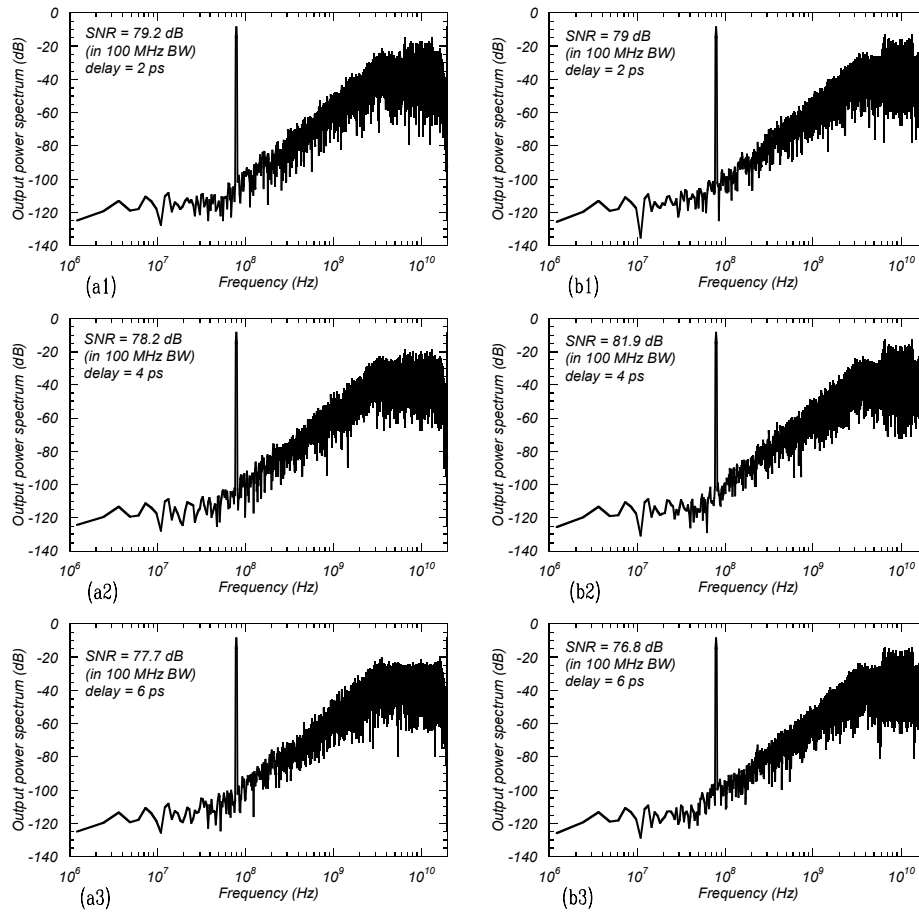 0
-20
-40
-60
-80
-100
-120
-140
Output power spectrum (dB)
SNR = 79.2 dB
(in 100 MHz BW)
delay = 2 ps
10^6
10^7
10^8
10^9
10^10
Frequency (Hz)
(a1)
0
-20
-40
-60
-80
-100
-120
-140
Output power spectrum (dB)
SNR = 79 dB
(in 100 MHz BW)
delay = 2 ps
10^6
10^7
10^8
10^9
10^10
Frequency (Hz)
(b1)
0
-20
-40
-60
-80
-100
-120
-140
Output power spectrum (dB)
SNR = 78.2 dB
(in 100 MHz BW)
delay = 4 ps
10^6
10^7
10^8
10^9
10^10
Frequency (Hz)
(a2)
0
-20
-40
-60
-80
-100
-120
-140
Output power spectrum (dB)
SNR = 81.9 dB
(in 100 MHz BW)
delay = 4 ps
10^6
10^7
10^8
10^9
10^10
Frequency (Hz)
(b2)
0
-20
-40
-60
-80
-100
-120
-140
Output power spectrum (dB)
SNR = 77.7 dB
(in 100 MHz BW)
delay = 6 ps
10^6
10^7
10^8
10^9
10^10
Frequency (Hz)
(a3)
0
-20
-40
-60
-80
-100
-120
-140
Output power spectrum (dB)
SNR = 76.8 dB
(in 100 MHz BW)
delay = 6 ps
10^6
10^7
10^8
10^9
10^10
Frequency (Hz)
(b3)